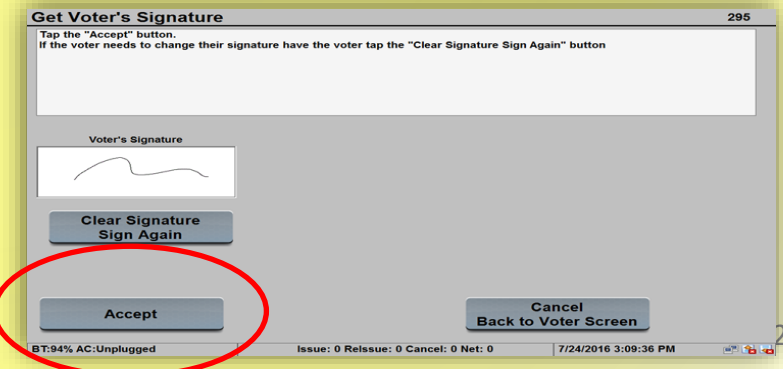 Get Voter's Signature 295
Tap the "Accept" button.
If the voter needs to change their signature have the voter tap the "Clear Signature Sign Again" button
Voter's Signature
Clear Signature
Sign Again
Accept
Cancel
Back to Voter Screen
BT:94% AC:Unplugged Issue: 0 ReIssue: 0 Cancel: 0 Net: 0 7/24/2016 3:09:36 PM